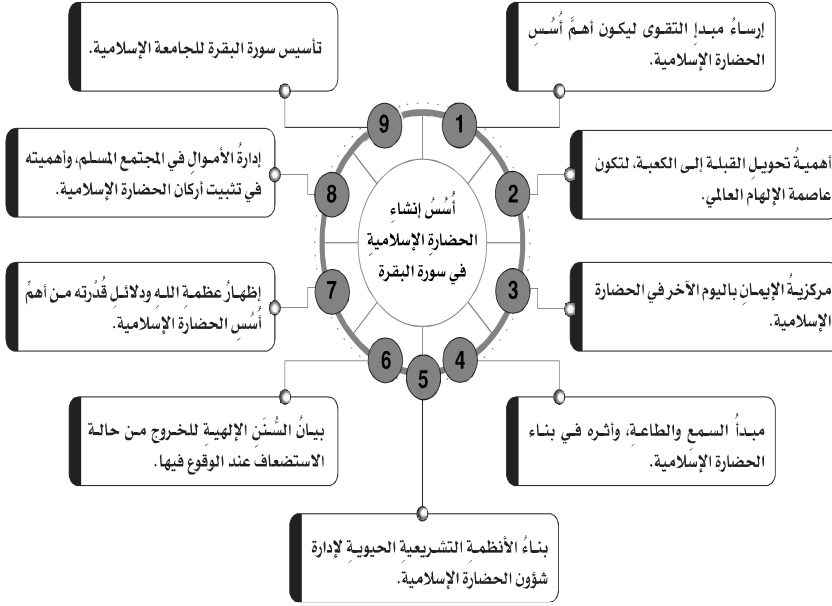 أُسُسُ إنشاءِ
الحضارةِ الإسلاميةِ
في سورة البقرة
1
إرساءُ مبدإِ التقوى ليكون أهمَّ أُسُسِ
الحضارة الإسلامية.
2
أهميةُ تحويلِ القبلة إلى الكعبة، لتكون
عاصمة الإلهام العالمي.
3
مركزيةُ الإيمانِ باليوم الآخر في الحضارة
الإسلامية.
4
مبدأُ السمعِ والطاعةِ، وأثره في بناء
الحضارة الإسلامية.
5
بناءُ الأنظمةِ التشريعيةِ الحيويةِ لإدارة
شؤون الحضارة الإسلامية.
6
بيانُ السُّنَنِ الإلهيةِ للخروج من حالة
الاستضعاف عند الوقوع فيها.
7
إظهارُ عظمةِ اللهِ ودلائلِ قُدْرته من أهمِّ
أُسُسِ الحضارة الإسلامية.
8
إدارةُ الأموالِ في المجتمع المسلم، وأهميته
في تثبيت أركان الحضارة الإسلامية.
9
تأسيس سورة البقرة للجامعة الإسلامية.